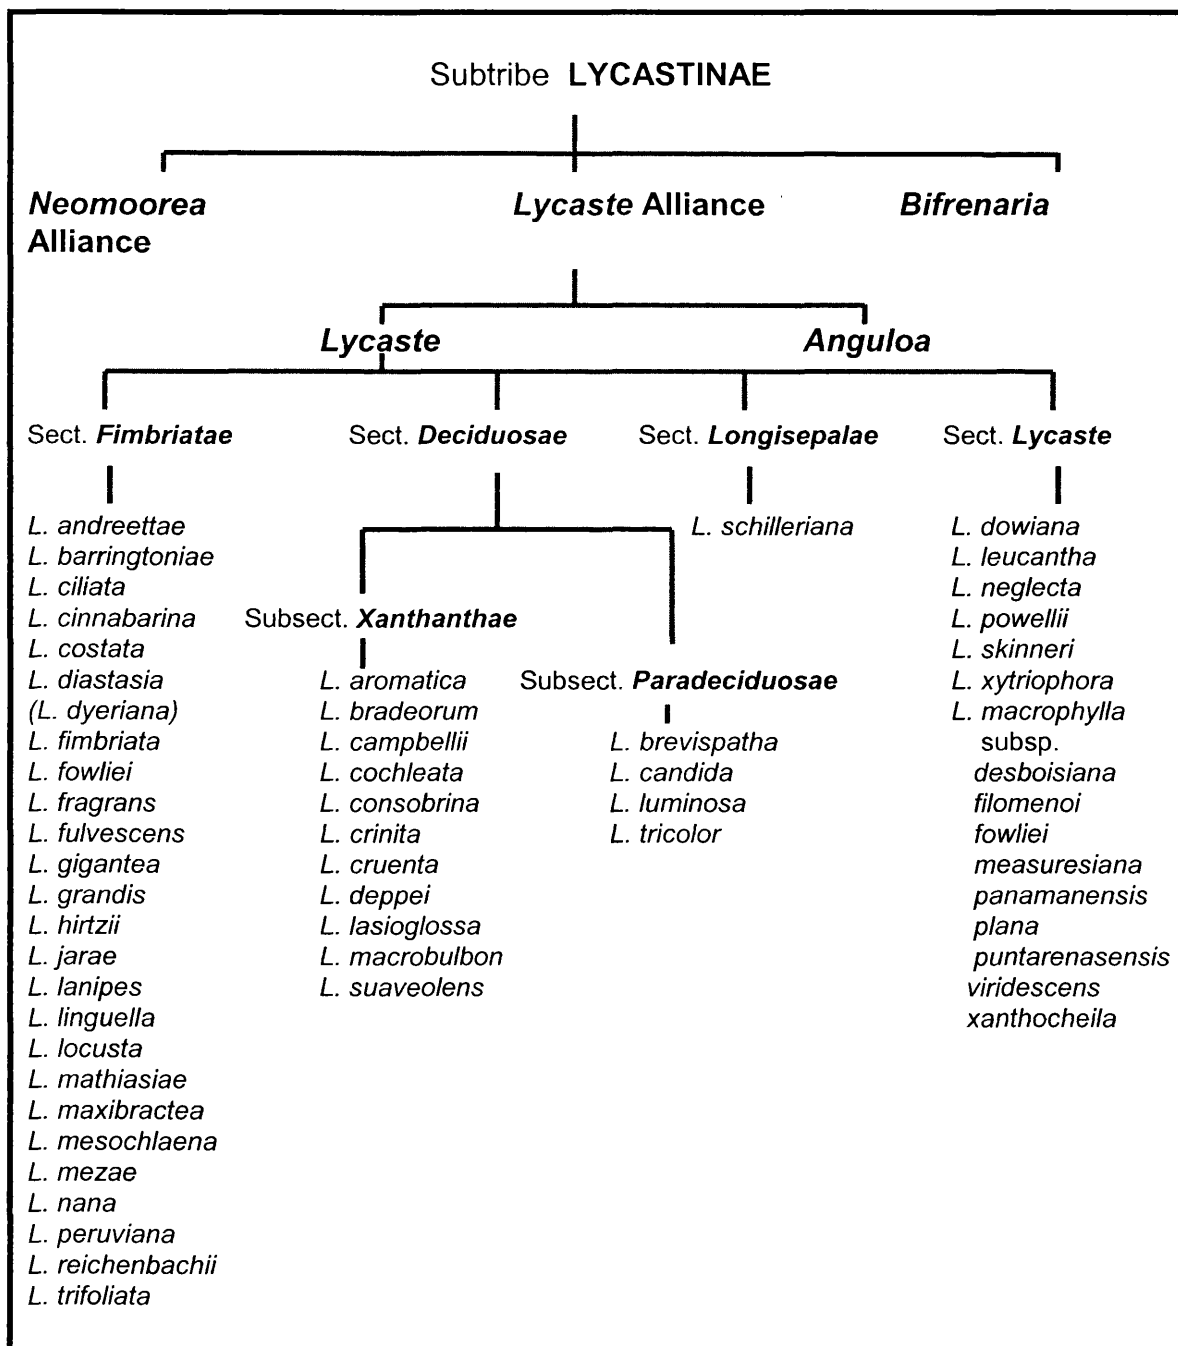 Subtribe LYCASTINAE
Neomoorea
Alliance
Lycaste Alliance
Bifrenaria
Lycaste
Anguloa
Sect. Fimbriatae
L. andreettae
L. barringtoniae
L. ciliata
L. cinnabarina
L. costata
L. diastasia
(L. dyeriana)
L. fimbriata
L. fowliei
L. fragrans
L. fulvescens
L. gigantea
L. grandis
L. hirtzii
L. jarae
L. lanipes
L. linguella
L. locusta
L. mathiasiae
L. maxibractea
L. mesochlaena
L. mezae
L. nana
L. peruviana
L. reichenbachii
L. trifoliata
Sect. Deciduosae
Subsect. Xanthanthae
L. aromatica
L. bradeorum
L. campbellii
L. cochleata
L. consobrina
L. crinita
L. cruenta
L. deppei
L. lasioglossa
L. macrobulbon
L. suaveolens
Subsect. Paradeciduosae
L. brevispatha
L. candida
L. luminosa
L. tricolor
Sect. Longisepalae
L. schilleriana
Sect. Lycaste
L. dowiana
L. leucantha
L. neglecta
L. powellii
L. skinneri
L. xytriophora
L. macrophylla
subsp.
desboisiana
filomenoi
fowliei
measuresiana
panamanensis
plana
puntarenasensis
viridescens
xanthocheila